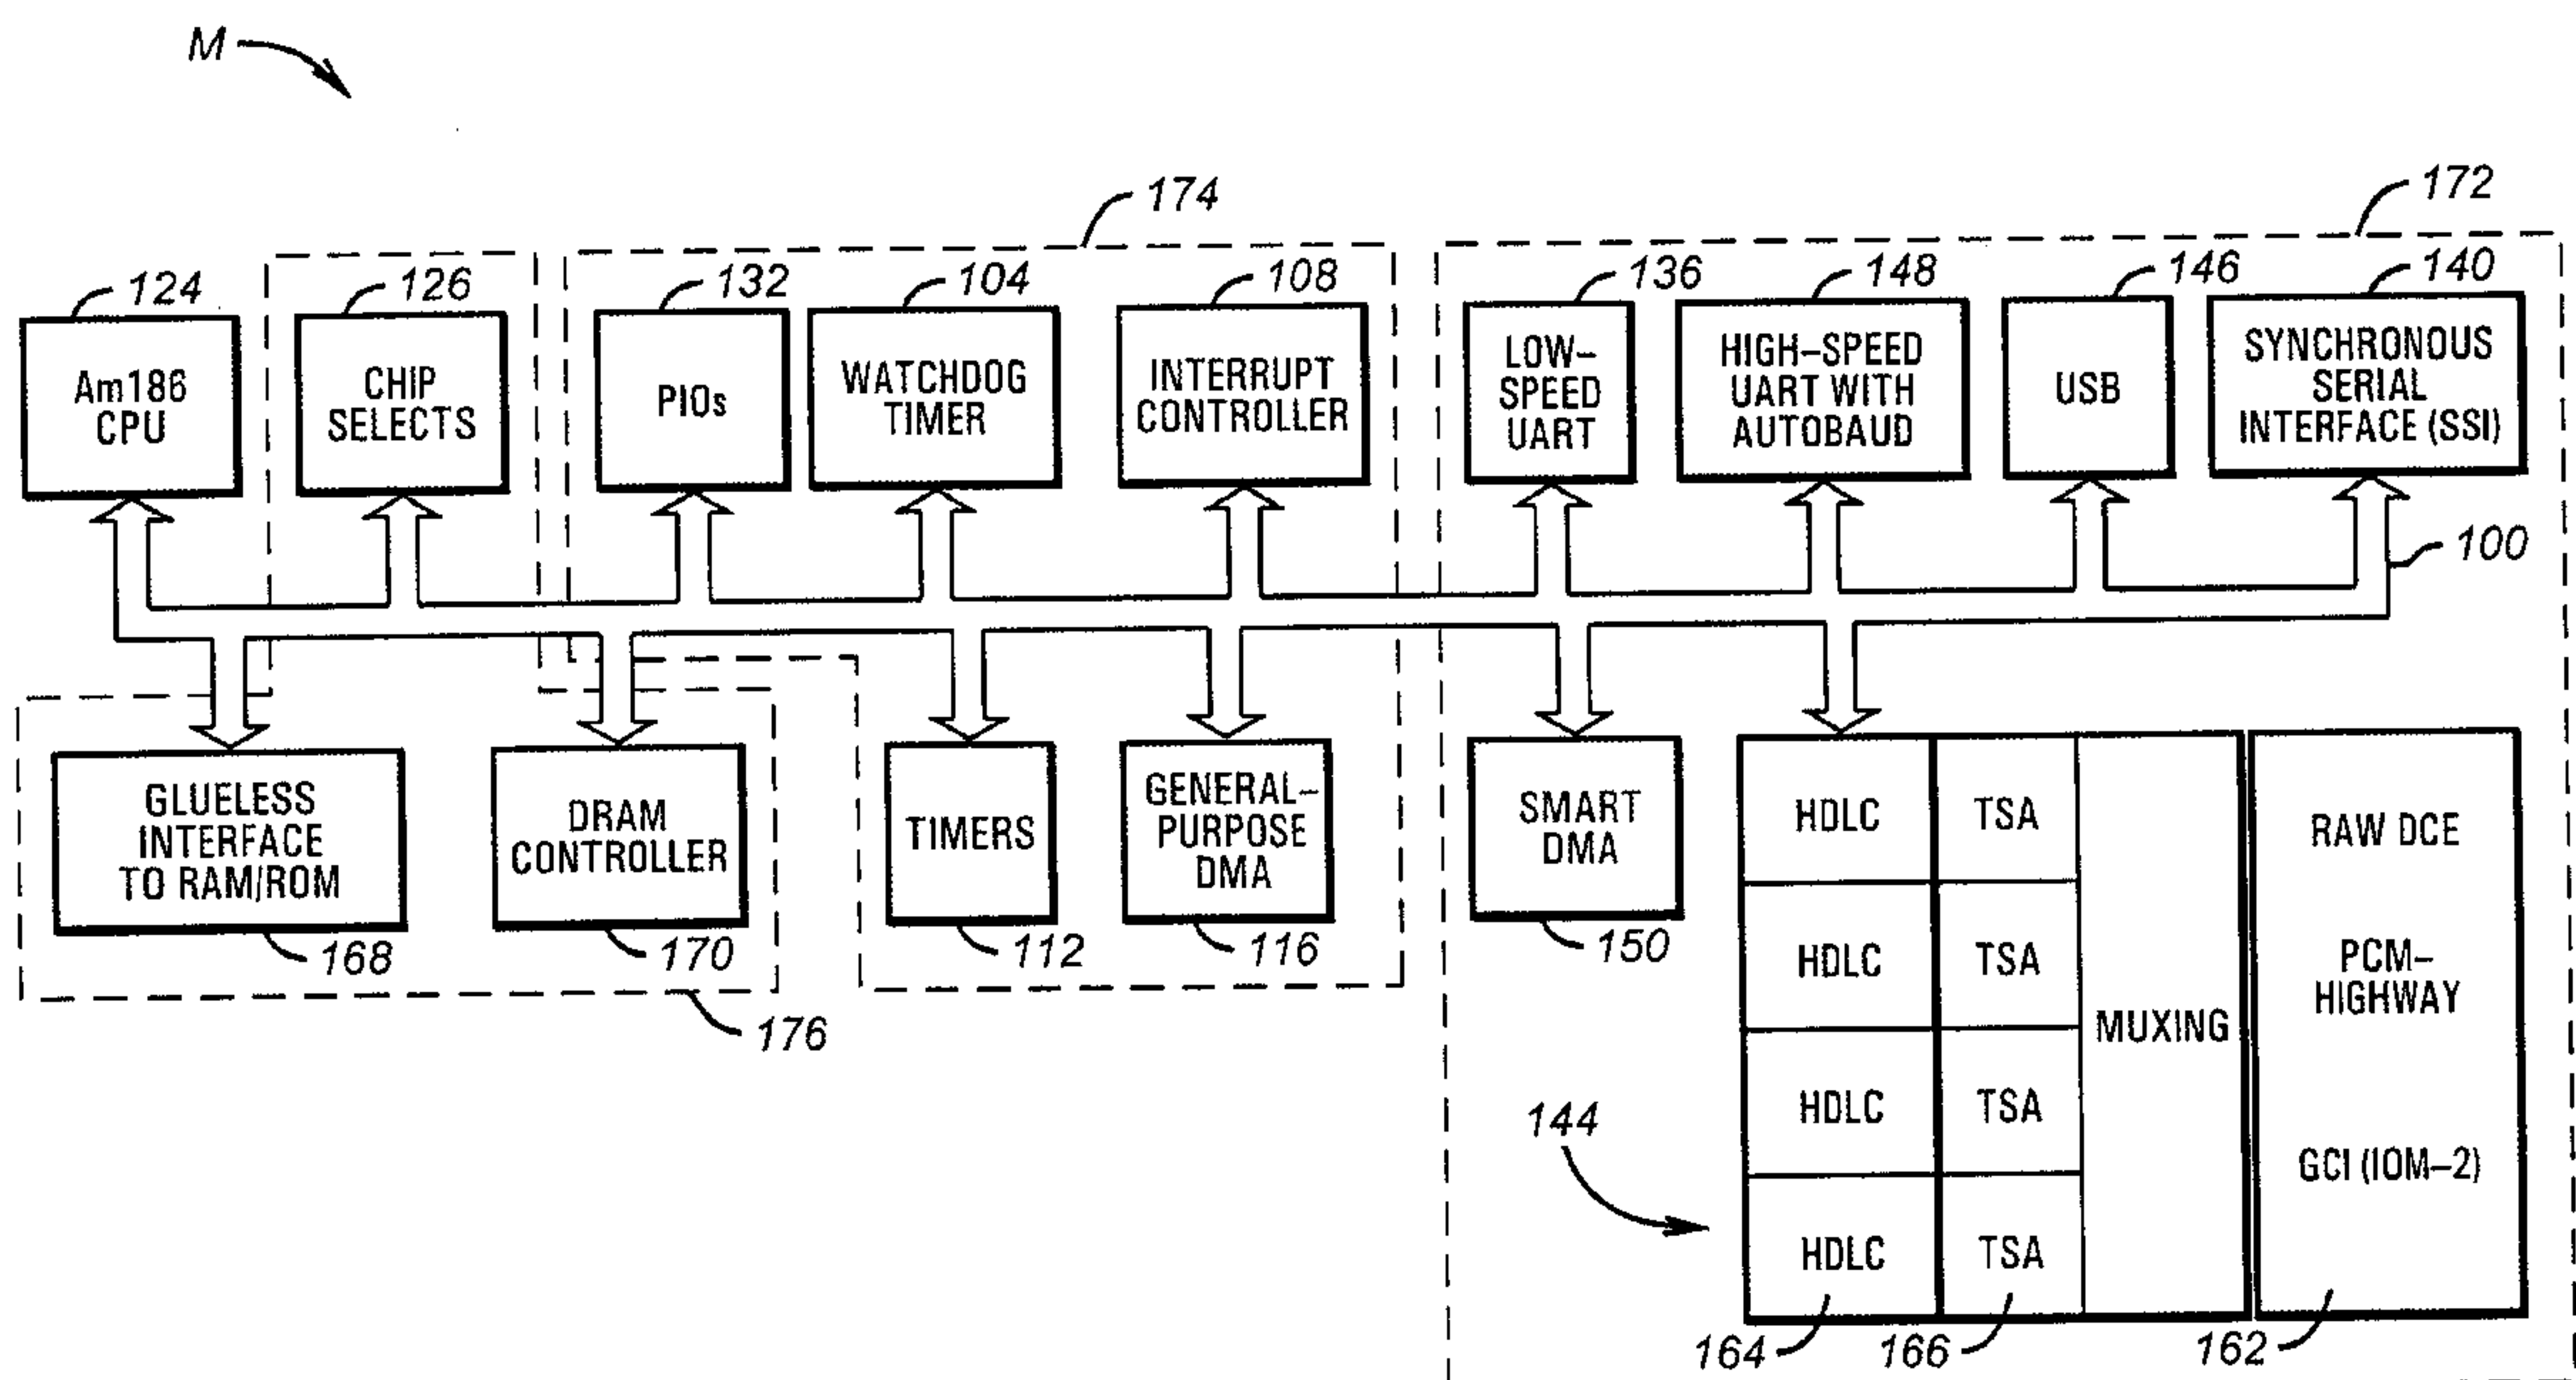 M
174
172
124
126
132
104
108
136
148
146
140
Am186
CPU
CHIP
SELECTS
PIOs
WATCHDOG
TIMER
INTERRUPT
CONTROLLER
LOW–
SPEED
UART
HIGH–SPEED
UART WITH
AUTOBAUD
USB
SYNCHRONOUS
SERIAL
INTERFACE (SSI)
100
GLUELESS
INTERFACE
TO RAM/ROM
DRAM
CONTROLLER
TIMERS
GENERAL–
PURPOSE
DMA
SMART
DMA
168
170
112
116
150
176
HDLC
TSA
HDLC
TSA
HDLC
TSA
HDLC
TSA
MUXING
RAW DCE
PCM–
HIGHWAY
GCI (IOM–2)
144
164
166
162